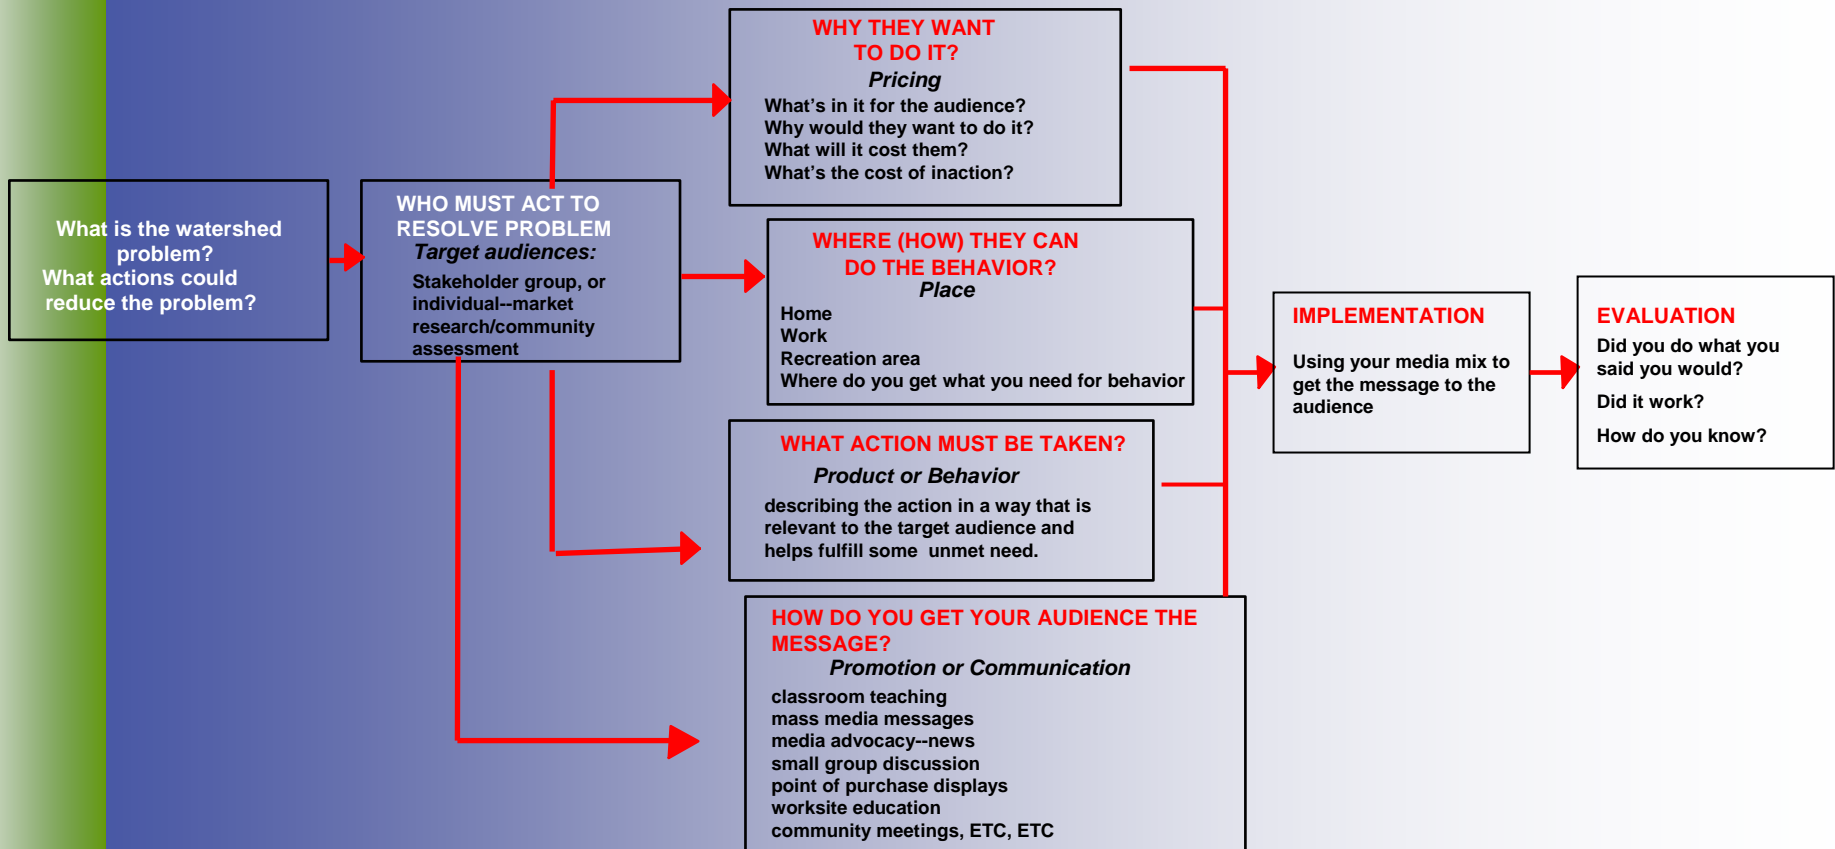 What is the watershed
problem?
What actions could
reduce the problem?
WHO MUST ACT TO
RESOLVE PROBLEM
Target audiences:
Stakeholder group, or
individual--market
research/community
assessment
WHY THEY WANT
TO DO IT?
Pricing
What's in it for the audience?
Why would they want to do it?
What will it cost them?
What's the cost of inaction?
WHERE (HOW) THEY CAN
DO THE BEHAVIOR?
Place
Home
Work
Recreation area
Where do you get what you need for behavior
WHAT ACTION MUST BE TAKEN?
Product or Behavior
describing the action in a way that is
relevant to the target audience and
helps fulfill some unmet need.
HOW DO YOU GET YOUR AUDIENCE THE
MESSAGE?
Promotion or Communication
classroom teaching
mass media messages
media advocacy--news
small group discussion
point of purchase displays
worksite education
community meetings, ETC, ETC
IMPLEMENTATION
Using your media mix to
get the message to the
audience
EVALUATION
Did you do what you
said you would?
Did it work?
How do you know?